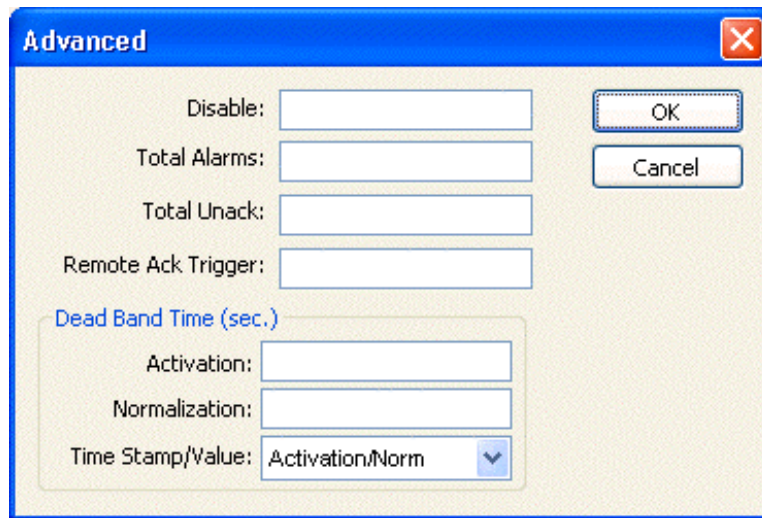 Advanced
Disable:
OK
Total Alarms:
Cancel
Total Unack:
Remote Ack Trigger:
Dead Band Time (sec.)
Activation:
Normalization:
Time Stamp/Value: Activation/Norm